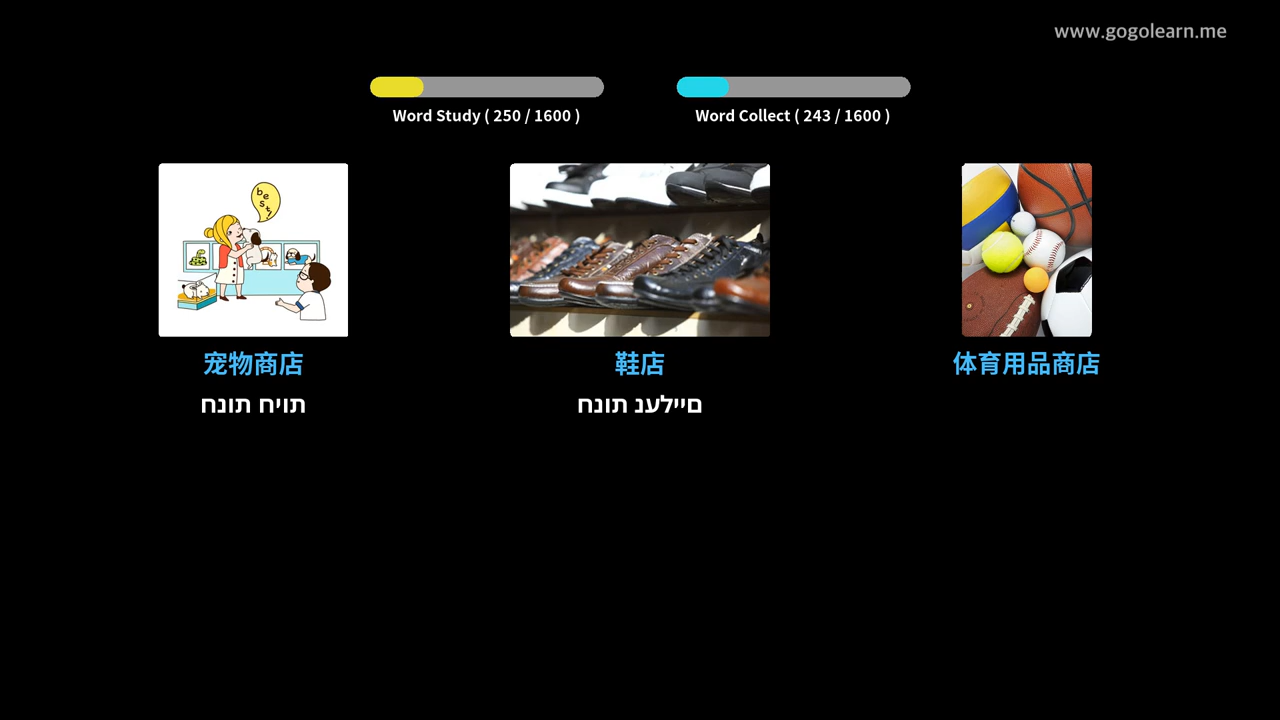 www.gogolearn.me
Word Study ( 250 / 1600 )
Word Collect ( 243 / 1600 )
best,
宠物商店
鞋店
体育用品商店
חנות חיות
חנות נעליים